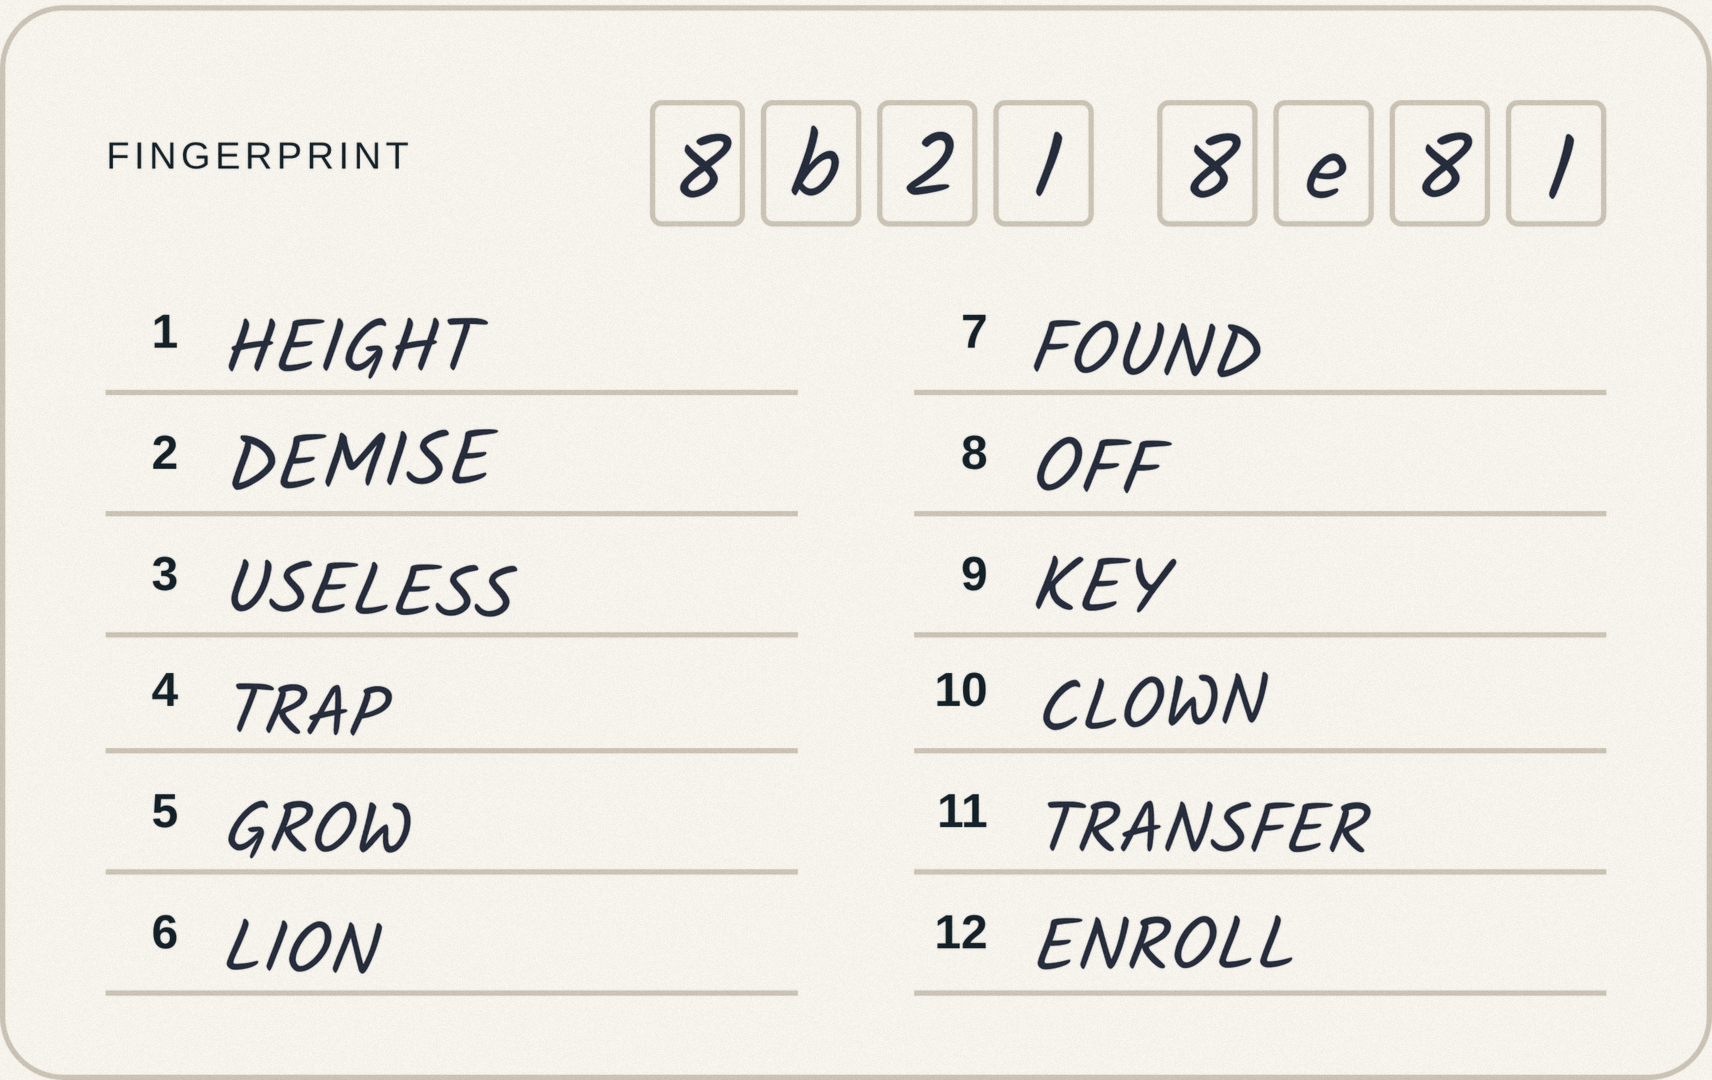 FINGERPRINT 8b21 8e81
1 HEIGHT
2 DEMISE
3 USELESS
4 TRAP
5 GROW
6 LION
7 FOUND
8 OFF
9 KEY
10 CLOWN
11 TRANSFER
12 ENROLL